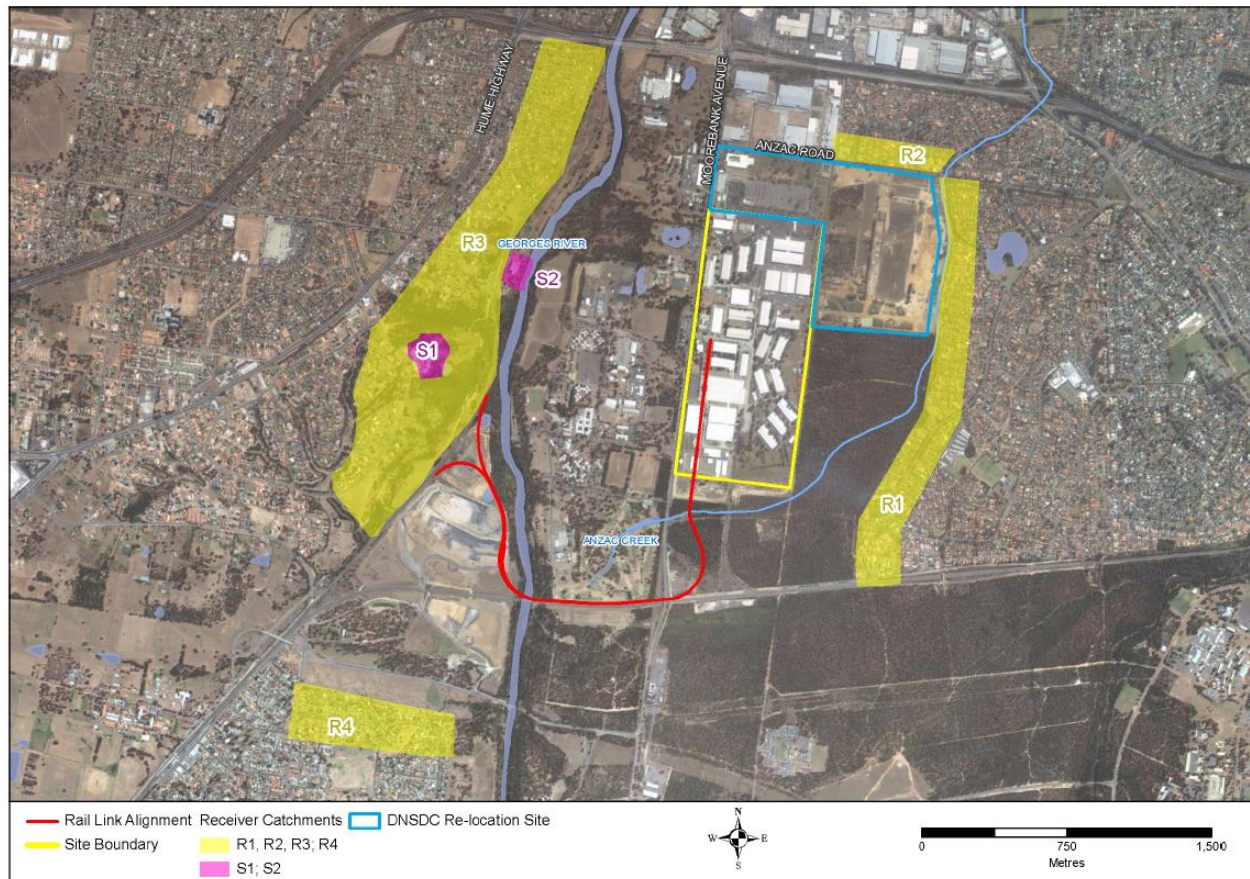 HUME HIGHWAY
MOOREBANK AVENUE
ANZAC ROAD
R2
R3
GEORGES RIVER
S2
S1
R1
ANZAC CREEK
R4
Rail Link Alignment
Site Boundary
Receiver Catchments
R1, R2, R3; R4
S1; S2
DNSDC Re-location Site
N
W E
S
0 750 1,500
Metres